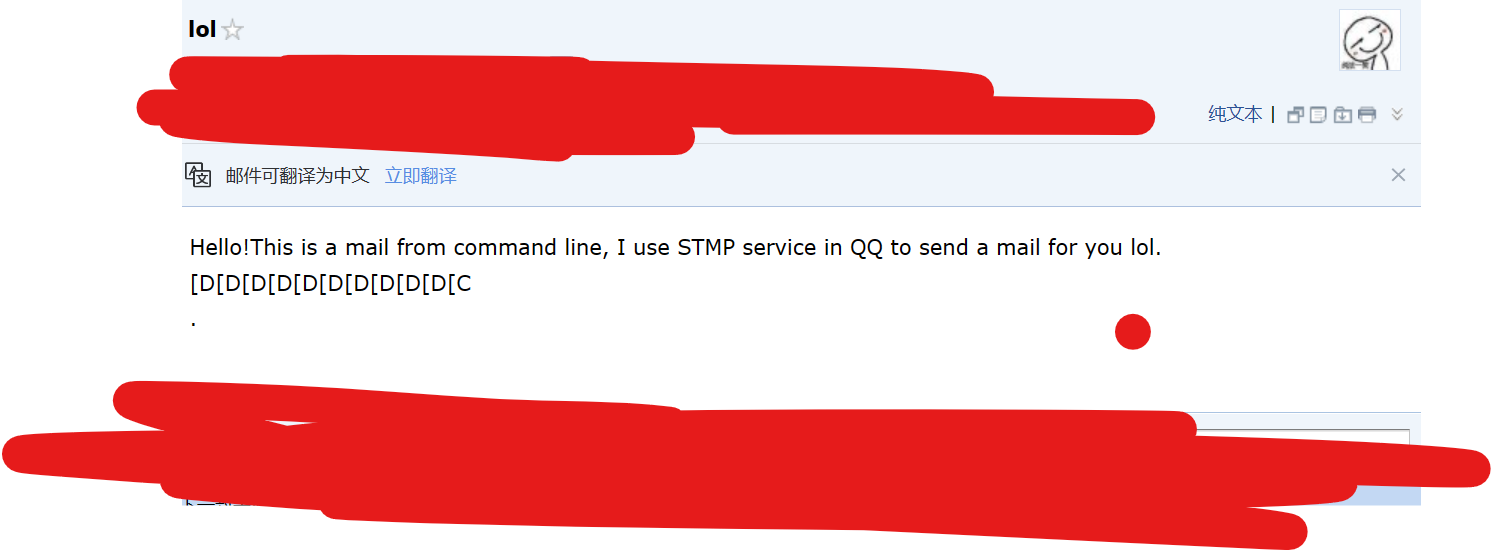 lol
纯文本 |
邮件可翻译为中文 立即翻译
Hello!This is a mail from command line, I use STMP service in QQ to send a mail for you lol.
[D[D[D[D[D[D[D[D[D[D[C
.